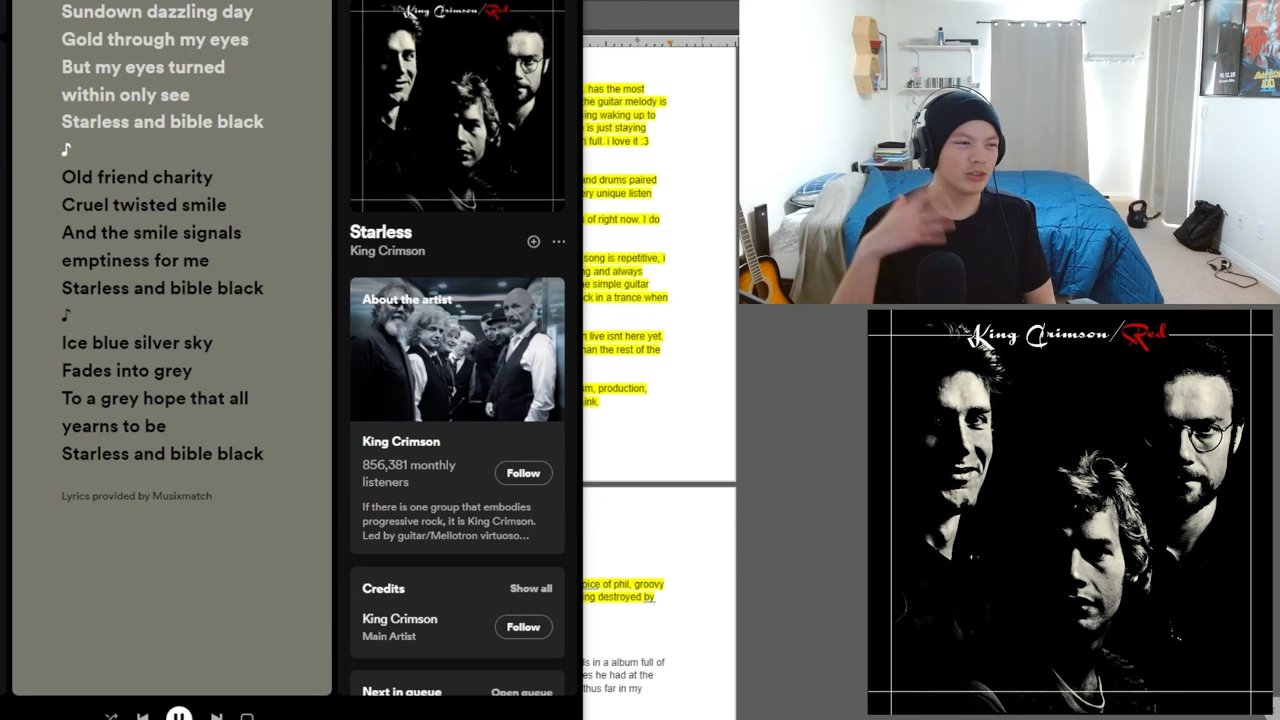 Sundown dazzling day
Gold through my eyes
But my eyes turned
within only see
Starless and bible black
♪
Old friend charity
Cruel twisted smile
And the smile signals
emptiness for me
Starless and bible black
♪
Ice blue silver sky
Fades into grey
To a grey hope that all
yearns to be
Starless and bible black
Lyrics provided by Musixmatch
King Crimson/Red
Starless
King Crimson
About the artist
King Crimson
856,381 monthly
listeners
Follow
If there is one group that embodies
progressive rock, it is King Crimson.
Led by guitar/Mellotron virtuoso...
Credits
Show all
King Crimson
Main Artist
Follow
Next in queue
Open queue
6
7
has the most
the guitar melody is
ing waking up to
is just staying
full. i love it :3
and drums paired
ery unique listen
of right now. I do
song is repetitive, i
g and always
e simple guitar
ck in a trance when
live isnt here yet.
han the rest of the
sm, production,
ink.
oice of phil, groovy
ing destroyed by
ls in a album full of
es he had at the
thus far in my
King Crimson/Red